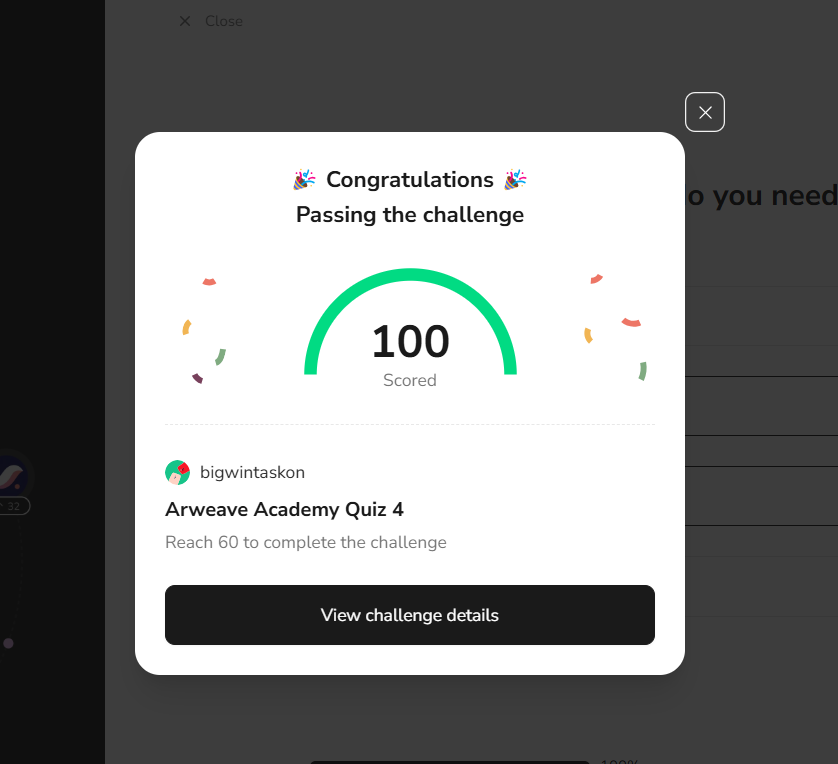 Close
o you need
Congratulations
Passing the challenge
100
Scored
bigwintaskon
Arweave Academy Quiz 4
Reach 60 to complete the challenge
32
View challenge details
100%